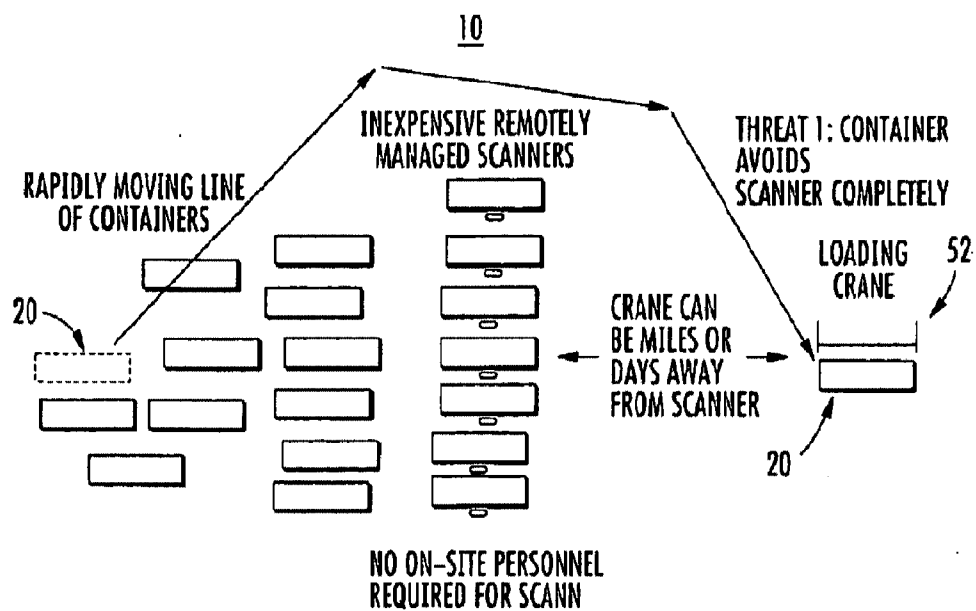 10
INEXPENSIVE REMOTELY
MANAGED SCANNERS
THREAT 1: CONTAINER
AVOIDS
SCANNER COMPLETELY
RAPIDLY MOVING LINE
OF CONTAINERS
LOADING
CRANE
52
20
CRANE CAN
BE MILES OR
DAYS AWAY
FROM SCANNER
20
NO ON-SITE PERSONNEL
REQUIRED FOR SCANN